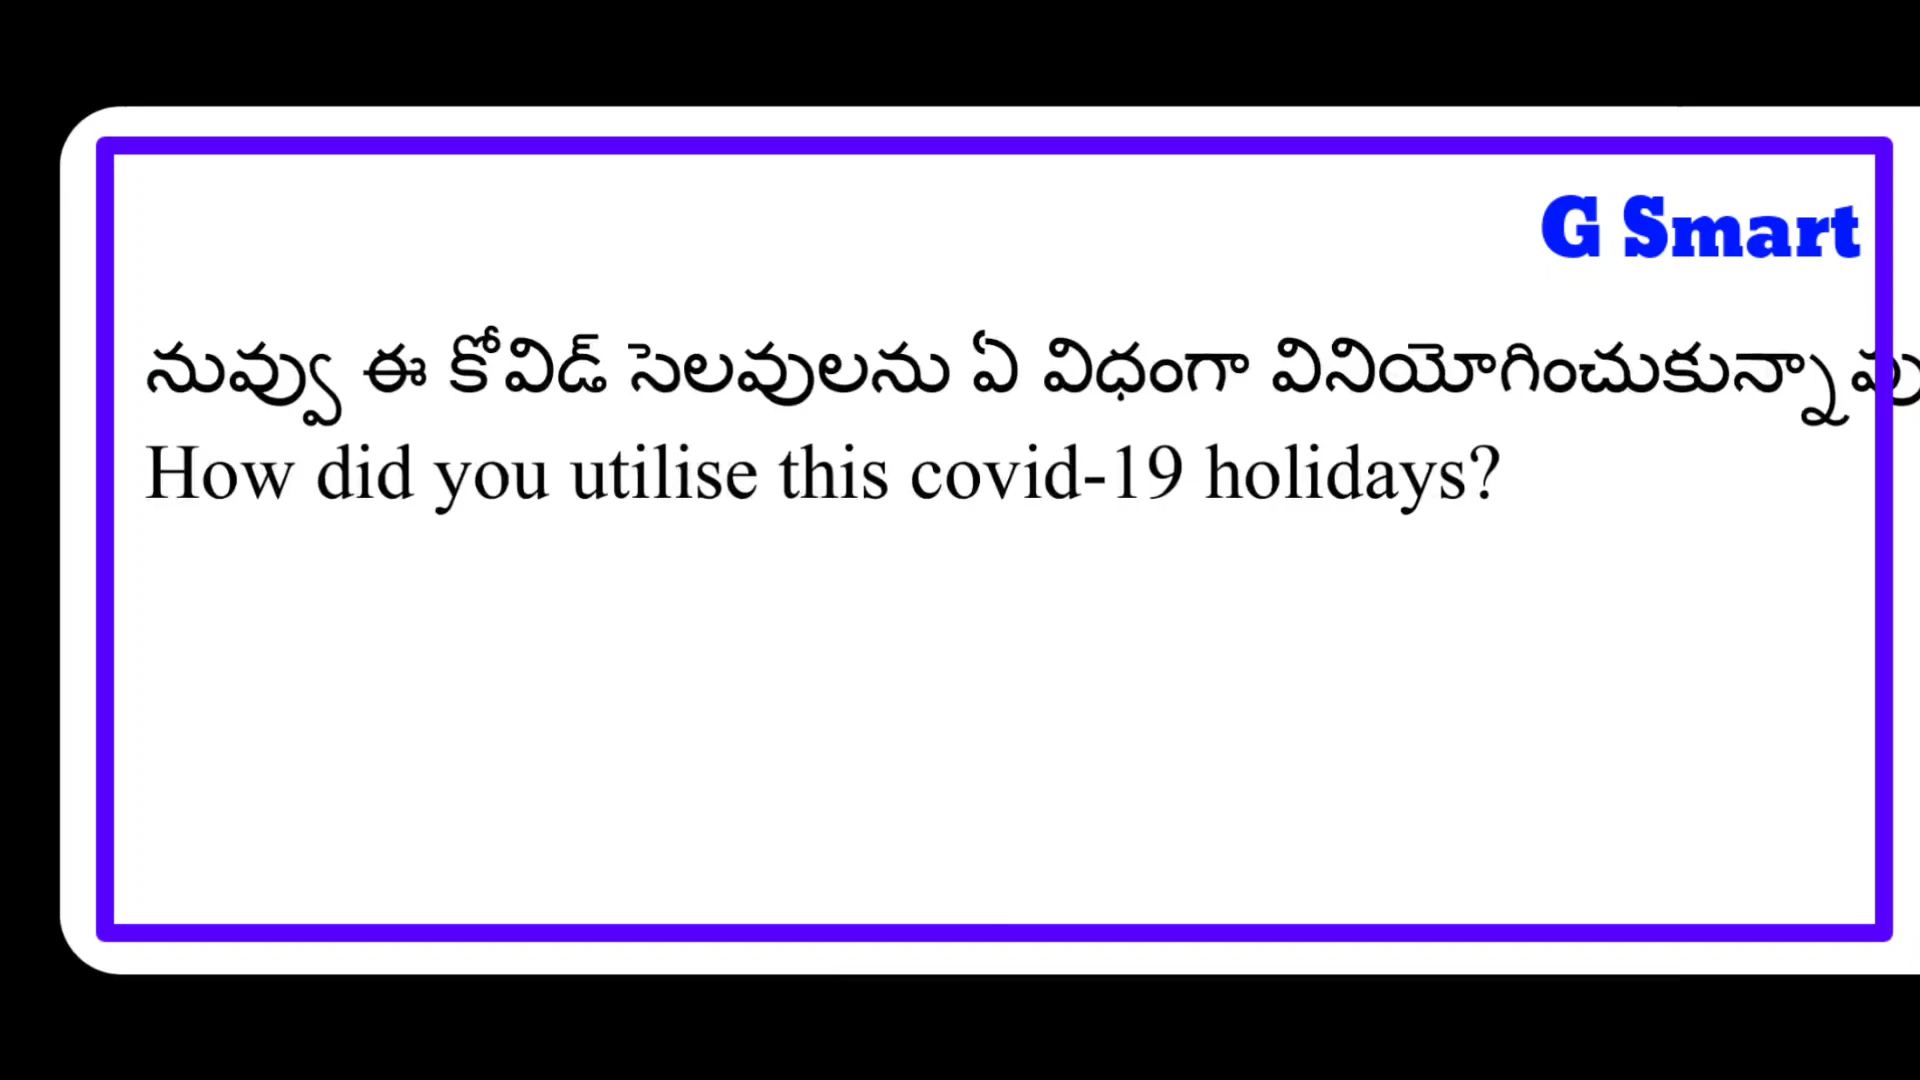 G Smart
నువ్వు ఈ కోవిడ్ సెలవులను ఏ విధంగా వినియోగించుకున్నావు
How did you utilise this covid-19 holidays?